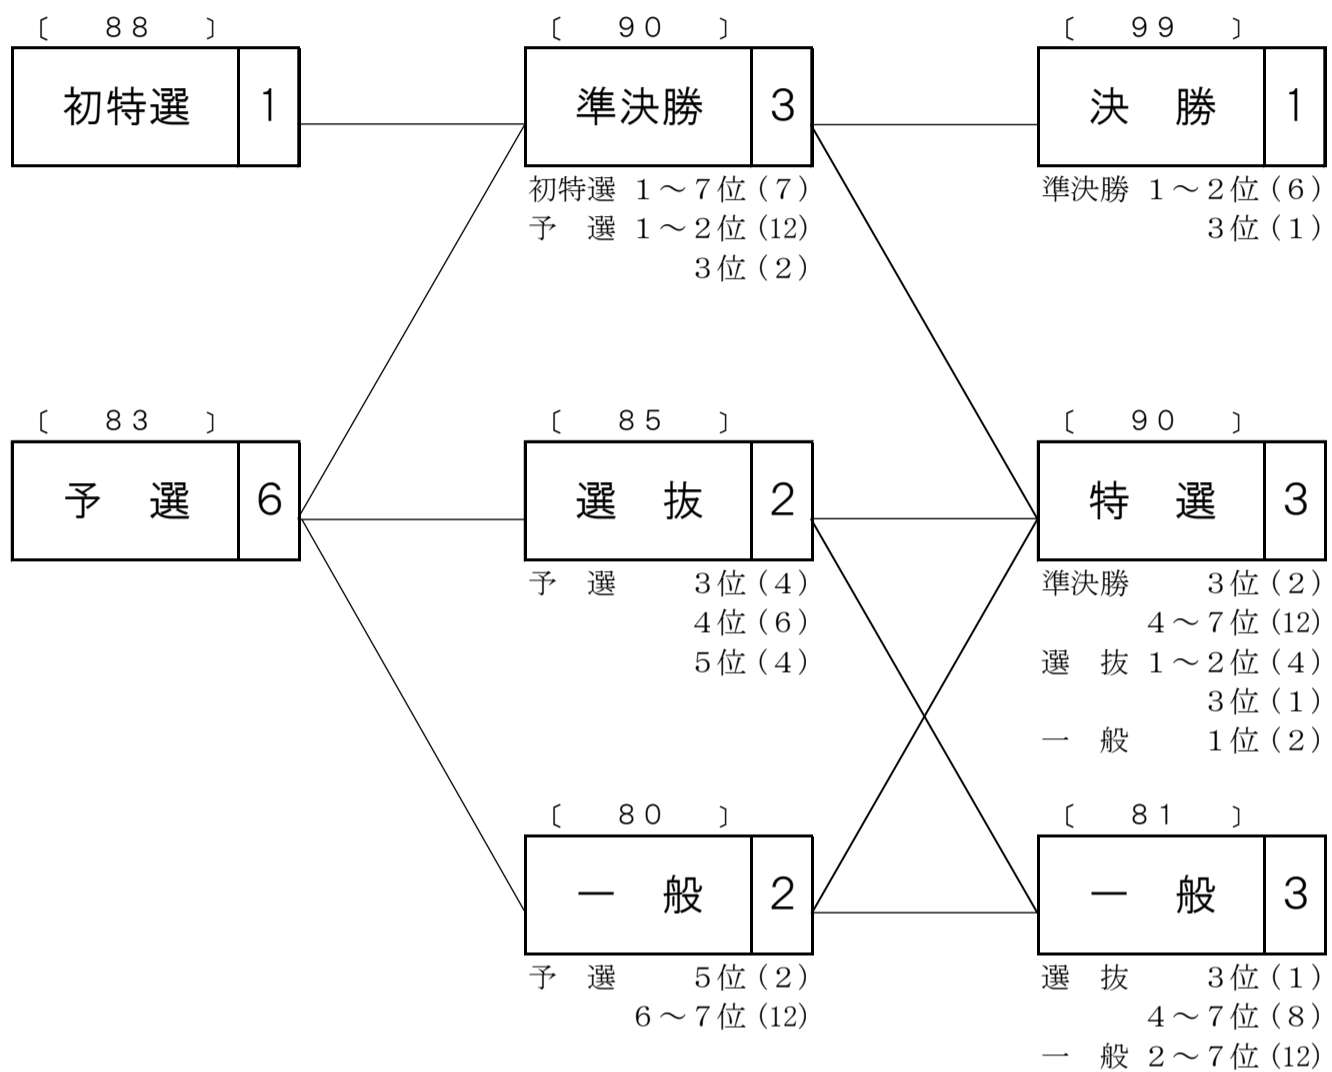 〔　８８　〕
初特選 1
〔　９０　〕
準決勝 3
初特選 １～７位（７）
予　選 １～２位（12）
３位（２）
〔　９９　〕
決　勝 1
準決勝 １～２位（６）
３位（１）
〔　８３　〕
予　選 6
〔　８５　〕
選　抜 2
予　選　３位（４）
４位（６）
５位（４）
〔　９０　〕
特　選 3
準決勝　３位（２）
４～７位（12）
選　抜 １～２位（４）
３位（１）
一　般　１位（２）
〔　８０　〕
一　般 2
予　選　５位（２）
６～７位（12）
〔　８１　〕
一　般 3
選　抜　３位（１）
４～７位（８）
一　般 ２～７位（12）